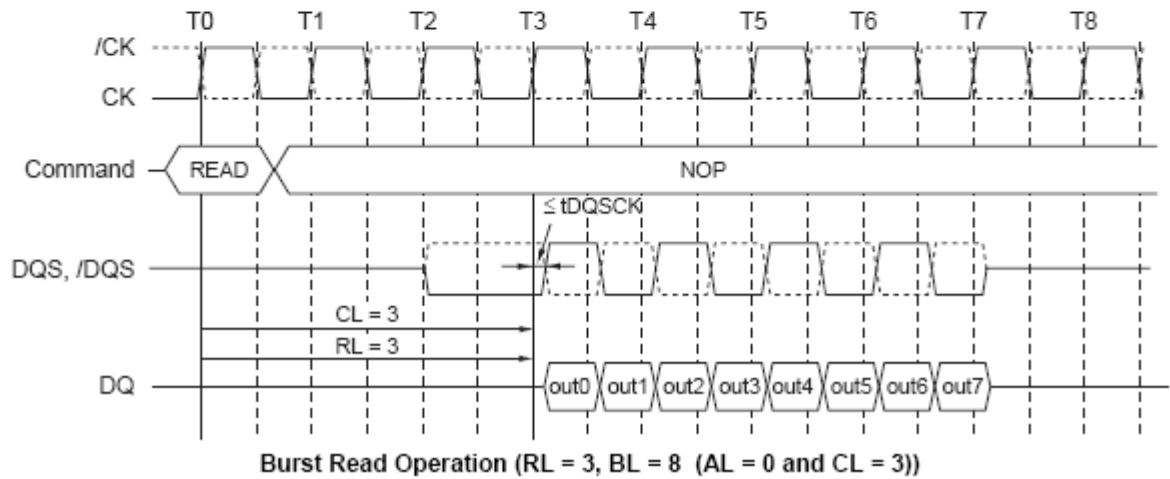 T0 T1 T2 T3 T4 T5 T6 T7 T8
/CK
CK
Command READ NOP
≤ tDQSCK
DQS, /DQS
CL = 3
RL = 3
DQ out0 out1 out2 out3 out4 out5 out6 out7
Burst Read Operation (RL = 3, BL = 8 (AL = 0 and CL = 3))